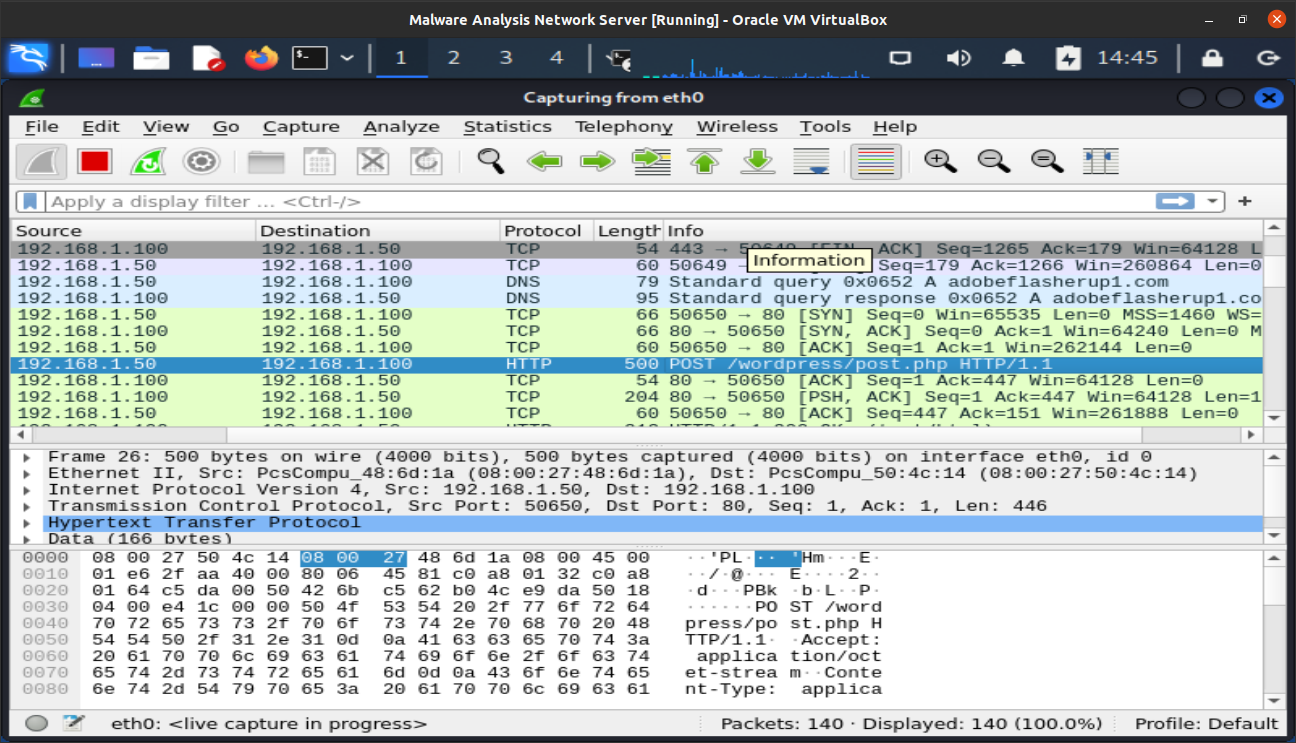 Malware Analysis Network Server [Running] - Oracle VM VirtualBox
1 2 3 4 14:45
Capturing from eth0
File Edit View Go Capture Analyze Statistics Telephony Wireless Tools Help
Apply a display filter ... <Ctrl-/>
Source Destination Protocol Length Info
192.168.1.100 192.168.1.50 TCP 54 443 → ACK] Seq=1265 Ack=179 Win=64128 L
Information
192.168.1.50 192.168.1.100 TCP 60 50649 Seq=179 Ack=1266 Win=260864 Len=0
192.168.1.50 192.168.1.100 DNS 79 Standard query 0x0652 A adobeflasherup1.com
192.168.1.100 192.168.1.50 DNS 95 Standard query response 0x0652 A adobeflasherup1.co
192.168.1.50 192.168.1.100 TCP 66 50650 → 80 [SYN] Seq=0 Win=65535 Len=0 MSS=1460 WS=
192.168.1.100 192.168.1.50 TCP 66 80 → 50650 [SYN, ACK] Seq=0 Ack=1 Win=64240 Len=0 M
192.168.1.50 192.168.1.100 TCP 60 50650 → 80 [ACK] Seq=1 Ack=1 Win=262144 Len=0
192.168.1.50 192.168.1.100 HTTP 500 POST /wordpress/post.php HTTP/1.1
192.168.1.100 192.168.1.50 TCP 54 80 → 50650 [ACK] Seq=1 Ack=447 Win=64128 Len=0
192.168.1.100 192.168.1.50 TCP 204 80 → 50650 [PSH, ACK] Seq=1 Ack=447 Win=64128 Len=1
192.168.1.50 192.168.1.100 TCP 60 50650 → 80 [ACK] Seq=447 Ack=151 Win=261888 Len=0
Frame 26: 500 bytes on wire (4000 bits), 500 bytes captured (4000 bits) on interface eth0, id 0
Ethernet II, Src: PcsCompu_48:6d:1a (08:00:27:48:6d:1a), Dst: PcsCompu_50:4c:14 (08:00:27:50:4c:14)
Internet Protocol Version 4, Src: 192.168.1.50, Dst: 192.168.1.100
Transmission Control Protocol, Src Port: 50650, Dst Port: 80, Seq: 1, Ack: 1, Len: 446
Hypertext Transfer Protocol
Data (166 bytes)
0000 08 00 27 50 4c 14 08 00 27 48 6d 1a 08 00 45 00 ··'PL··· 'Hm···E·
0010 01 e6 2f aa 40 00 80 06 45 81 c0 a8 01 32 c0 a8 ··/·@··· E····2··
0020 01 64 c5 da 00 50 42 6b c5 62 b0 4c e9 da 50 18 ·d···PBk ·b·L··P·
0030 04 00 e4 1c 00 00 50 4f 53 54 20 2f 77 6f 72 64 ······PO ST /word
0040 70 72 65 73 73 2f 70 6f 73 74 2e 70 68 70 20 48 press/po st.php H
0050 54 54 50 2f 31 2e 31 0d 0a 41 63 63 65 70 74 3a TTP/1.1· ·Accept:
0060 20 61 70 70 6c 69 63 61 74 69 6f 6e 2f 6f 63 74 applica tion/oct
0070 65 74 2d 73 74 72 65 61 6d 0d 0a 43 6f 6e 74 65 et-strea m··Conte
0080 6e 74 2d 54 79 70 65 3a 20 61 70 70 6c 69 63 61 nt-Type: applica
eth0: <live capture in progress> Packets: 140 · Displayed: 140 (100.0%) Profile: Default